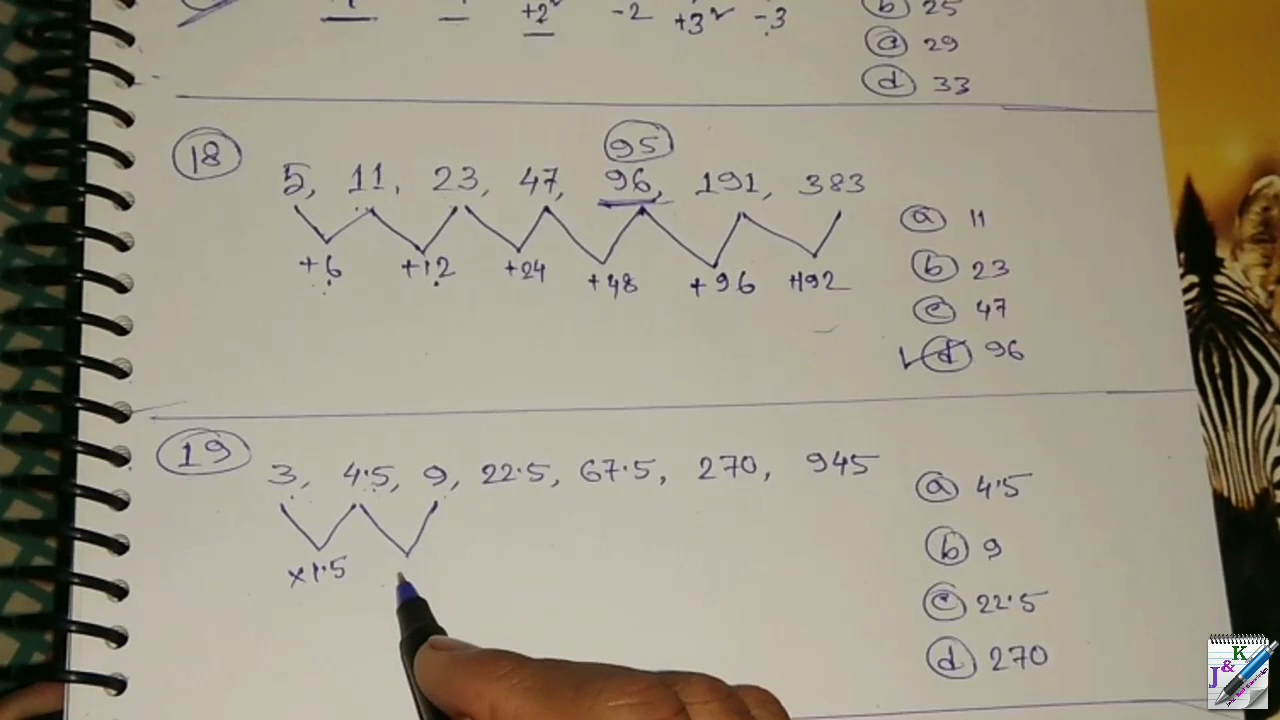 +2² -2 +3² -3
b 25
c 29
d 33
95
18 5, 11, 23, 47, 96, 191, 383
+6 +12 +24 +48 +96 +192
a 11
b 23
c 47
d 96
19 3, 4.5, 9, 22.5, 67.5, 270, 945
×1.5
a 4.5
b 9
c 22.5
d 270
J&K